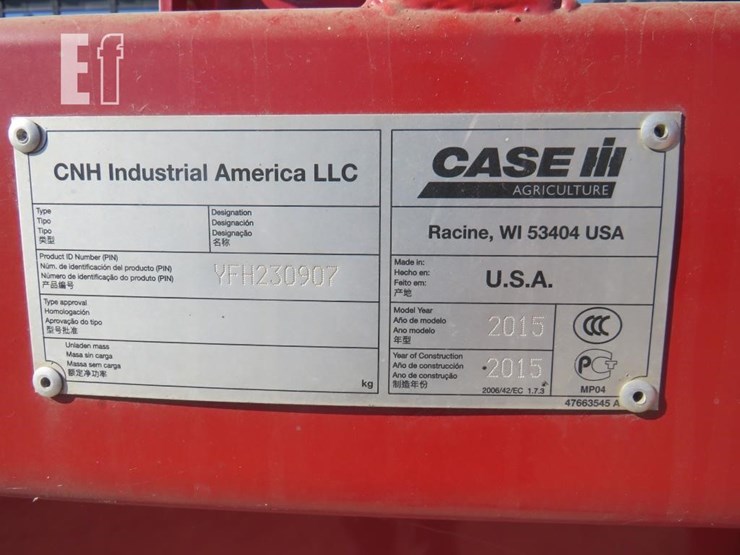 Ef
CNH Industrial America LLC
Type
Tipo
Tipo
类型
Designation
Designación
Designação
名称
Product ID Number (PIN)
Núm. de identificación del producto (PIN)
Número de identificação do produto (PIN)
产品编号
YFH230907
Type approval
Homologación
Aprovação do tipo
型号批准
Unladen mass
Masa sin carga
Massa sem carga
额定净功率
kg
CASE IH
AGRICULTURE
Racine, WI 53404 USA
Made in:
Hecho en:
Feito em:
产地
U.S.A.
Model Year
Año de modelo
Ano modelo
年型
2015
CCC
Year of Construction
Año de construcción
Ano de construção
制造年份
2015
2006/42/EC 1.7.3
PCT
MP04
47663545 A